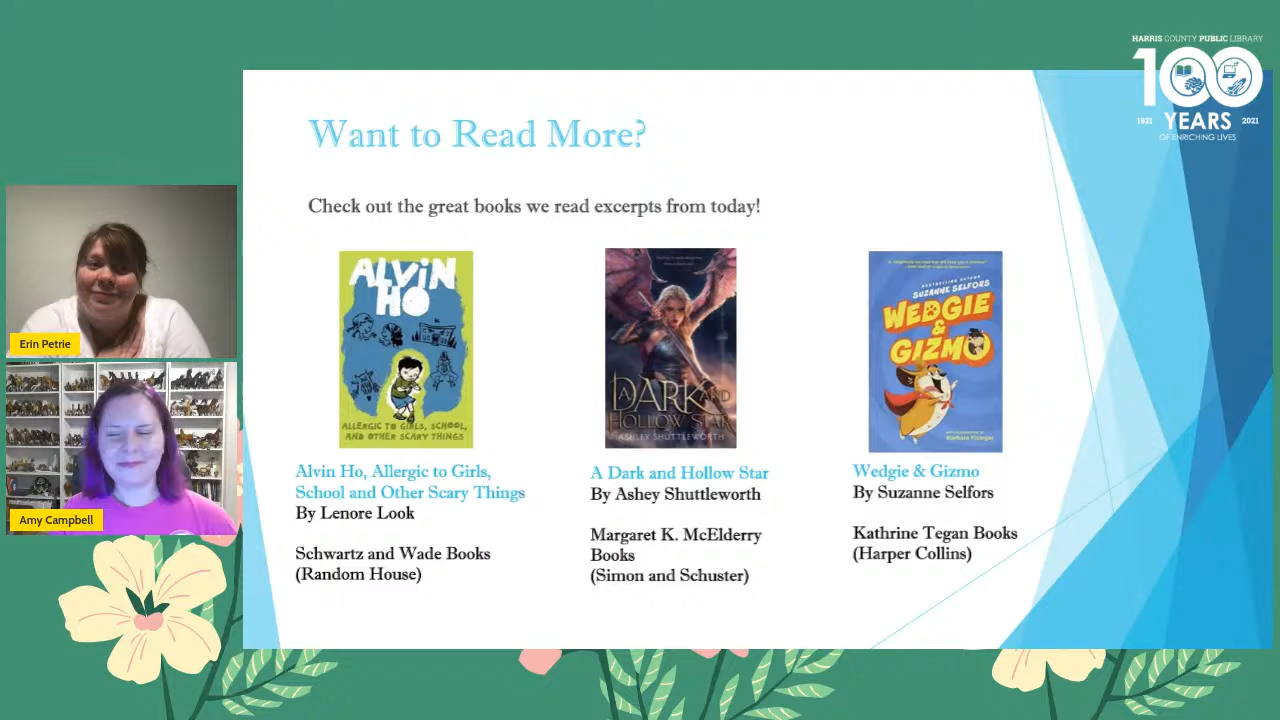 HARRIS COUNTY PUBLIC LIBRARY
100
1921 YEARS 2021
OF ENRICHING LIVES
Want to Read More?
Check out the great books we read excerpts from today!
Erin Petrie
Amy Campbell
ALViN
HO
ALLERGIC TO GIRLS, SCHOOL,
AND OTHER SCARY THINGS
Alvin Ho, Allergic to Girls,
School and Other Scary Things
By Lenore Look
Schwartz and Wade Books
(Random House)
A DARK AND
HOLLOW STAR
ASHLEY SHUTTLEWORTH
A Dark and Hollow Star
By Ashey Shuttleworth
Margaret K. McElderry
Books
(Simon and Schuster)
BESTSELLING AUTHOR
SUZANNE SELFORS
WEDGIE
&
GIZMO
Barbara Fisinger
Wedgie & Gizmo
By Suzanne Selfors
Kathrine Tegan Books
(Harper Collins)